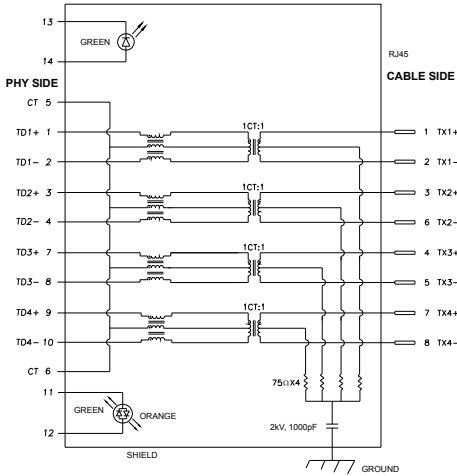 13
GREEN
14
RJ45
PHY SIDE
CABLE SIDE
CT 5
1CT:1
TD1+ 1
1 TX1+
TD1- 2
2 TX1-
1CT:1
TD2+ 3
3 TX2+
TD2- 4
6 TX2-
1CT:1
TD3+ 7
4 TX3+
TD3- 8
5 TX3-
1CT:1
TD4+ 9
7 TX4+
TD4- 10
8 TX4-
CT 6
75ΩX4
11
GREEN
ORANGE
12
2kV, 1000pF
SHIELD
GROUND